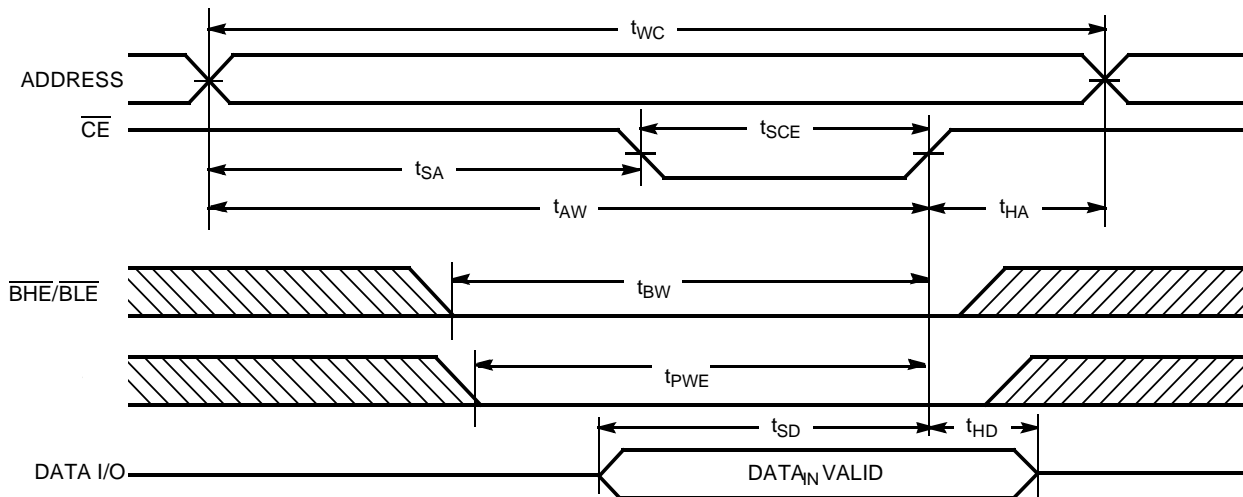 tWC
ADDRESS
CE
tSCE
tSA
tAW
tHA
BHE/BLE
tBW
tPWE
tSD
tHD
DATA I/O
DATAIN VALID